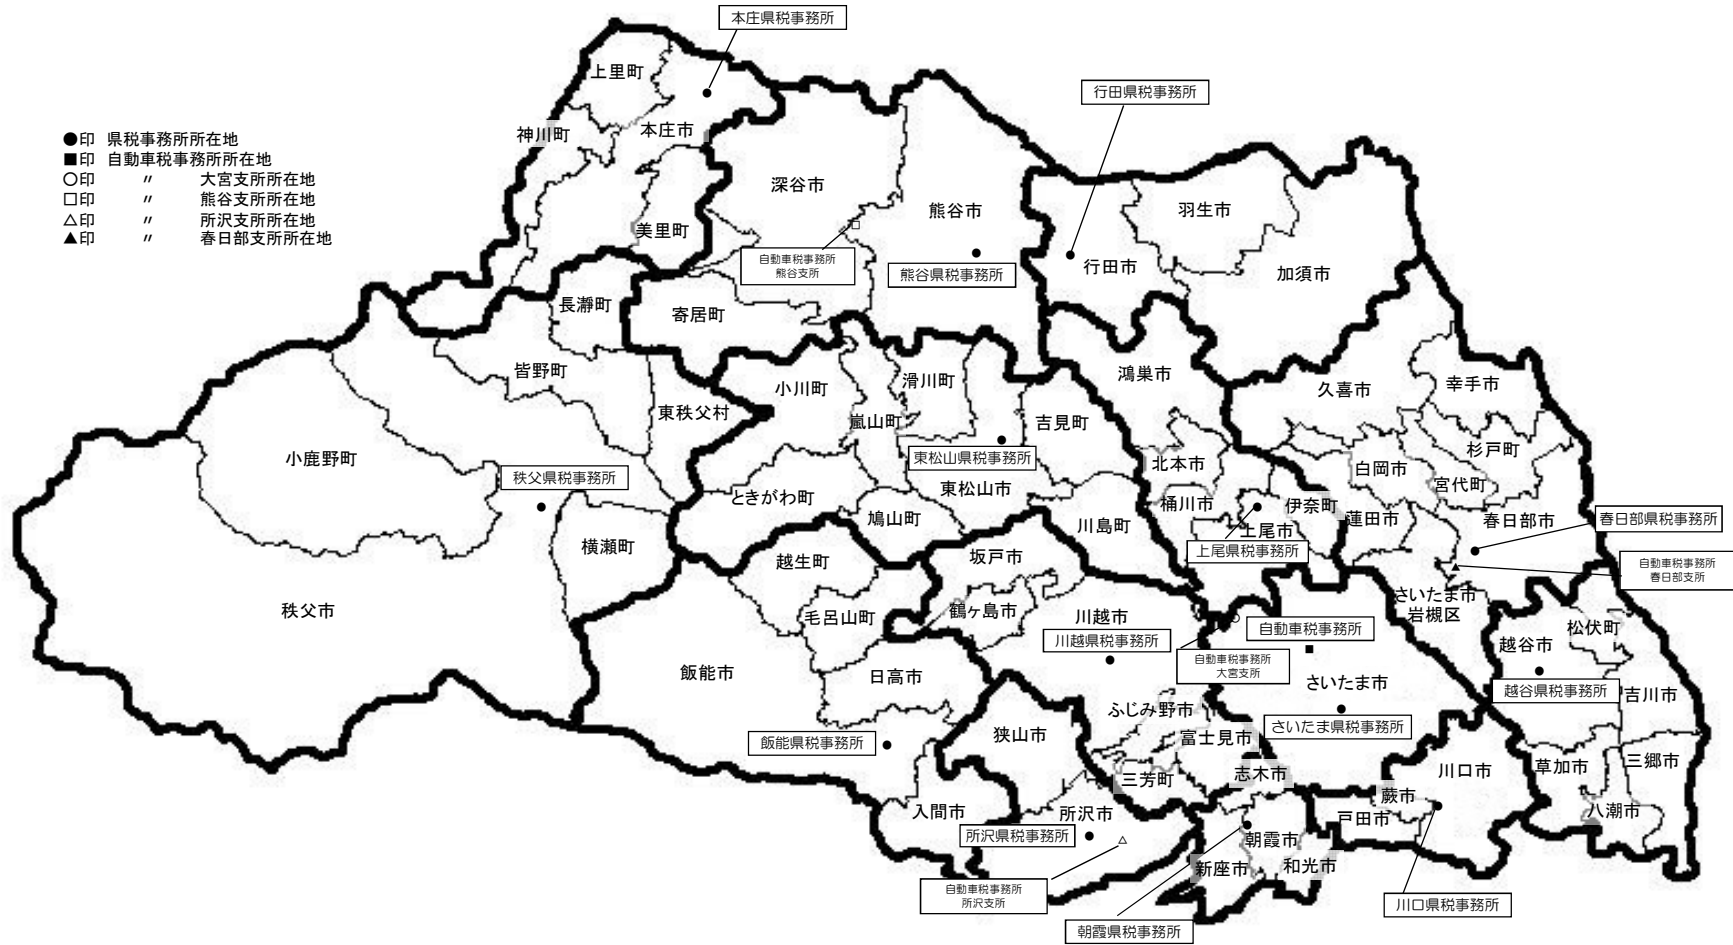 本庄県税事務所
上里町
行田県税事務所
神川町
本庄市
●印 県税事務所所在地
■印 自動車税事務所所在地
○印 〃 大宮支所所在地
□印 〃 熊谷支所所在地
△印 〃 所沢支所所在地
▲印 〃 春日部支所所在地
深谷市
熊谷市
羽生市
美里町
自動車税事務所
熊谷支所
熊谷県税事務所
行田市
加須市
長瀞町
寄居町
皆野町
小川町
滑川町
鴻巣市
久喜市
幸手市
東秩父村
嵐山町
吉見町
小鹿野町
東松山県税事務所
北本市
白岡市
杉戸町
秩父県税事務所
ときがわ町
東松山市
宮代町
桶川市
伊奈町
鳩山町
川島町
上尾市
蓮田市
春日部市
春日部県税事務所
横瀬町
越生町
坂戸市
上尾県税事務所
自動車税事務所
春日部支所
秩父市
毛呂山町
鶴ヶ島市
川越市
さいたま市
岩槻区
松伏町
川越県税事務所
自動車税事務所
越谷市
飯能市
日高市
自動車税事務所
大宮支所
さいたま市
越谷県税事務所
吉川市
ふじみ野市
さいたま県税事務所
狭山市
富士見市
飯能県税事務所
三芳町
志木市
川口市
草加市
三郷市
入間市
所沢市
蕨市
戸田市
八潮市
所沢県税事務所
朝霞市
新座市
和光市
自動車税事務所
所沢支所
川口県税事務所
朝霞県税事務所